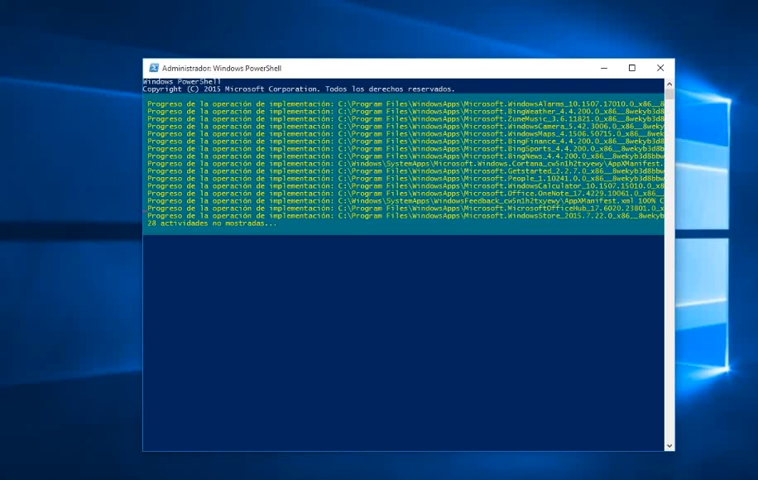 Administrador: Windows PowerShell
Windows PowerShell
Copyright (C) 2015 Microsoft Corporation. Todos los derechos reservados.
Progreso de la operación de implementación: C:\Program Files\WindowsApps\Microsoft.WindowsAlarms_10.1507.17010.0_x86__8
Progreso de la operación de implementación: C:\Program Files\WindowsApps\Microsoft.BingWeather_4.4.200.0_x86__8wekyb3d8
Progreso de la operación de implementación: C:\Program Files\WindowsApps\Microsoft.ZuneMusic_3.6.11821.0_x86__8wekyb3d8
Progreso de la operación de implementación: C:\Program Files\WindowsApps\Microsoft.WindowsCamera_5.42.3006.0_x86__8weky
Progreso de la operación de implementación: C:\Program Files\WindowsApps\Microsoft.WindowsMaps_4.1506.50715.0_x86__8wek
Progreso de la operación de implementación: C:\Program Files\WindowsApps\Microsoft.BingFinance_4.4.200.0_x86__8wekyb3d8
Progreso de la operación de implementación: C:\Program Files\WindowsApps\Microsoft.BingSports_4.4.200.0_x86__8wekyb3d8b
Progreso de la operación de implementación: C:\Program Files\WindowsApps\Microsoft.BingNews_4.4.200.0_x86__8wekyb3d8bbw
Progreso de la operación de implementación: C:\Windows\SystemApps\Microsoft.Windows.Cortana_cw5n1h2txyewy\AppXManifest.
Progreso de la operación de implementación: C:\Program Files\WindowsApps\Microsoft.Getstarted_2.2.7.0_x86__8wekyb3d8bbw
Progreso de la operación de implementación: C:\Program Files\WindowsApps\Microsoft.People_1.10241.0.0_x86__8wekyb3d8bbw
Progreso de la operación de implementación: C:\Program Files\WindowsApps\Microsoft.WindowsCalculator_10.1507.15010.0_x8
Progreso de la operación de implementación: C:\Program Files\WindowsApps\Microsoft.Office.OneNote_17.4229.10061.0_x86__
Progreso de la operación de implementación: C:\Windows\SystemApps\WindowsFeedback_cw5n1h2txyewy\AppXManifest.xml 100% C
Progreso de la operación de implementación: C:\Program Files\WindowsApps\Microsoft.MicrosoftOfficeHub_17.6020.23801.0_x
Progreso de la operación de implementación: C:\Program Files\WindowsApps\Microsoft.WindowsStore_2015.7.22.0_x86__8wekyb
28 actividades no mostradas...